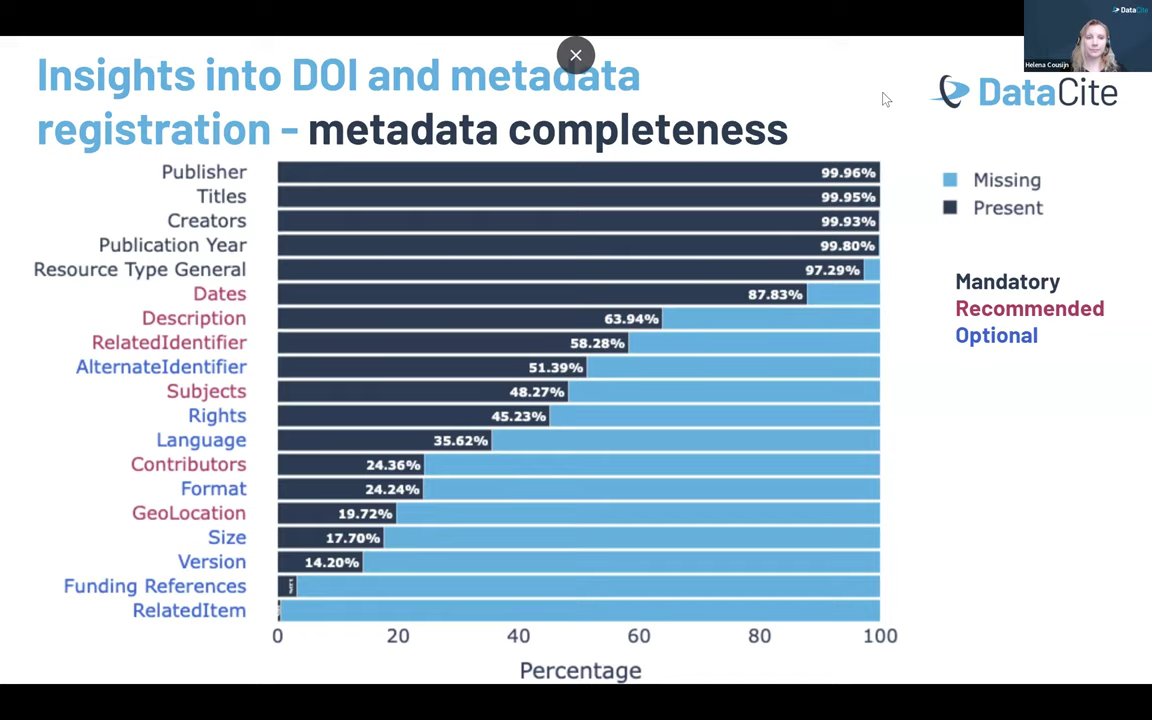 DataCite
Helena Cousijn
Insights into DOI and metadata
registration - metadata completeness
DataCite
Publisher 99.96%
Titles 99.95%
Creators 99.93%
Publication Year 99.80%
Resource Type General 97.29%
Dates 87.83%
Description 63.94%
RelatedIdentifier 58.28%
AlternateIdentifier 51.39%
Subjects 48.27%
Rights 45.23%
Language 35.62%
Contributors 24.36%
Format 24.24%
GeoLocation 19.72%
Size 17.70%
Version 14.20%
Funding References
RelatedItem
0 20 40 60 80 100
Percentage
Missing
Present
Mandatory
Recommended
Optional